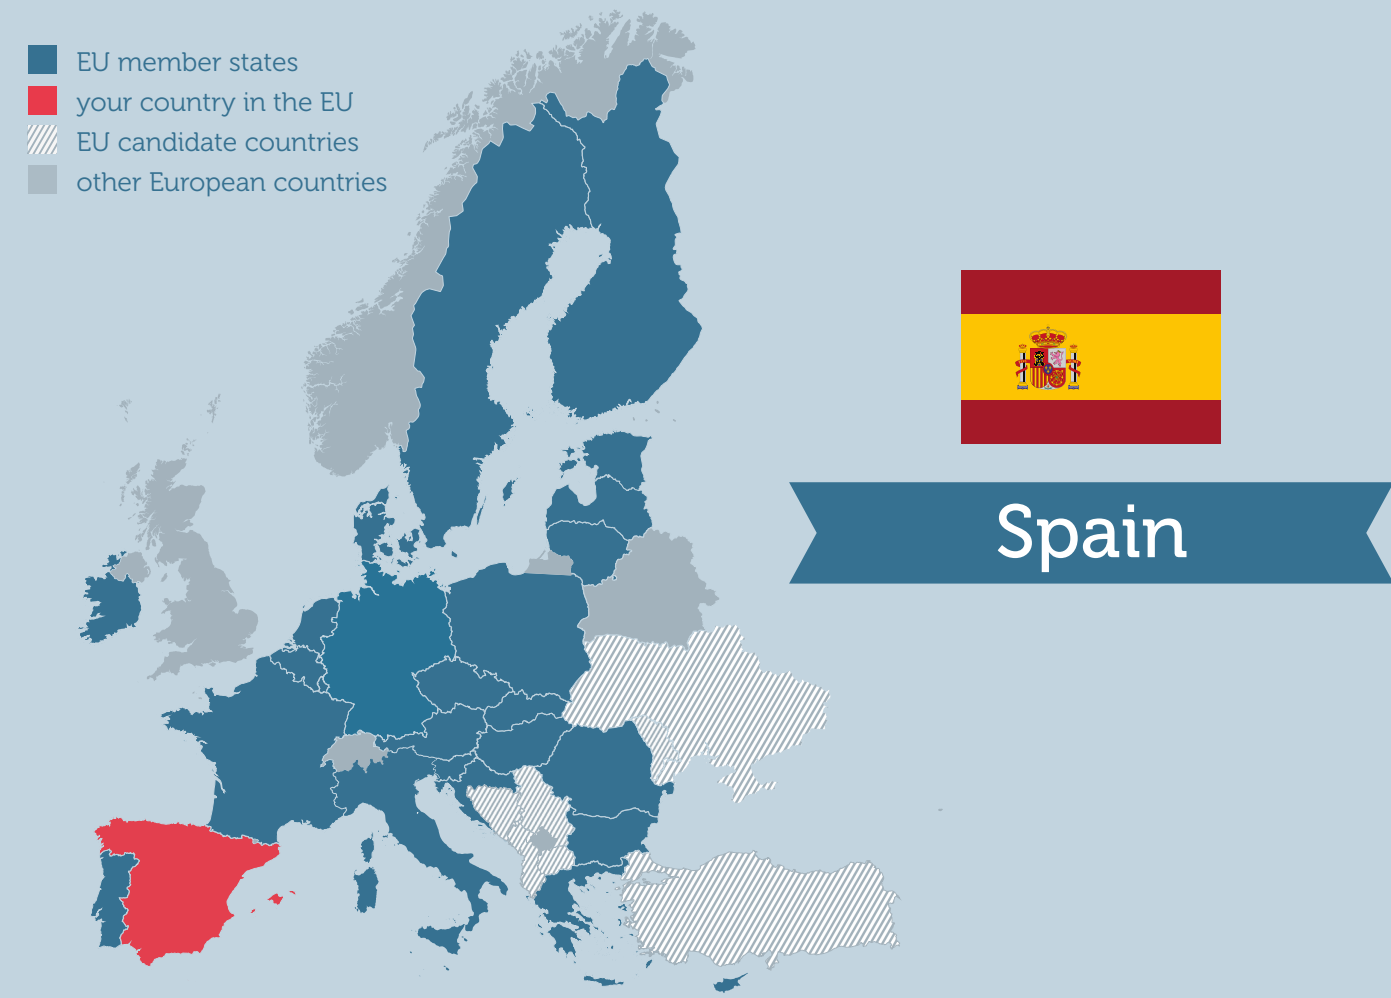 EU member states
your country in the EU
EU candidate countries
other European countries
Spain